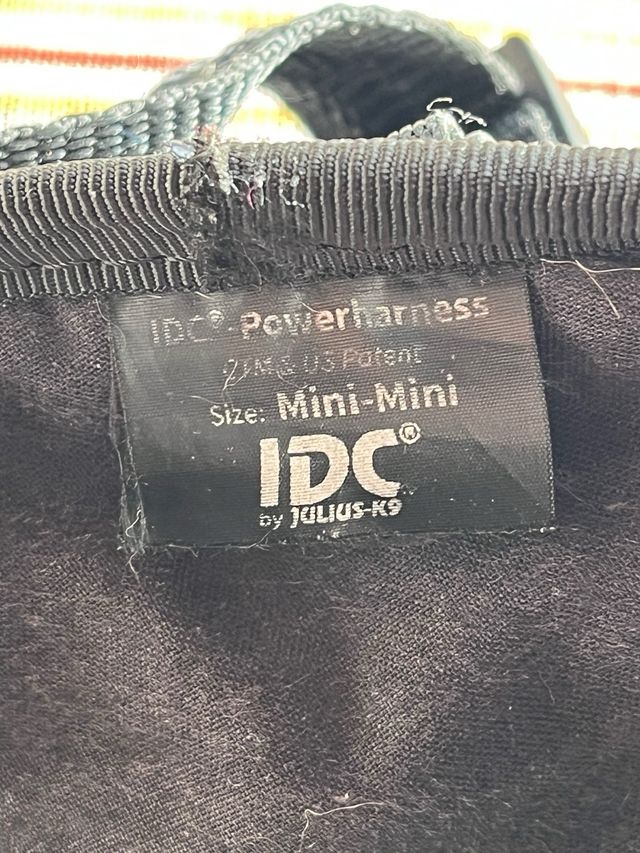 IDC®-Powerharness
& US Patent
Size: Mini-Mini
IDC®
by JULIUS-K9